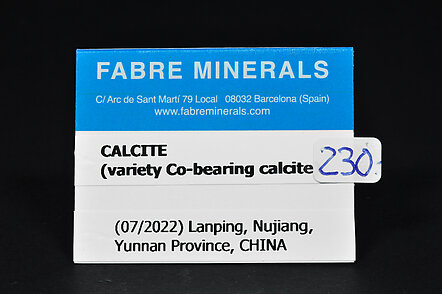 FABRE MINERALS
C/ Arc de Sant Martí 79 Local 08032 Barcelona (Spain)
www.fabreminerals.com
CALCITE
(variety Co-bearing calcite
230
(07/2022) Lanping, Nujiang,
Yunnan Province, CHINA